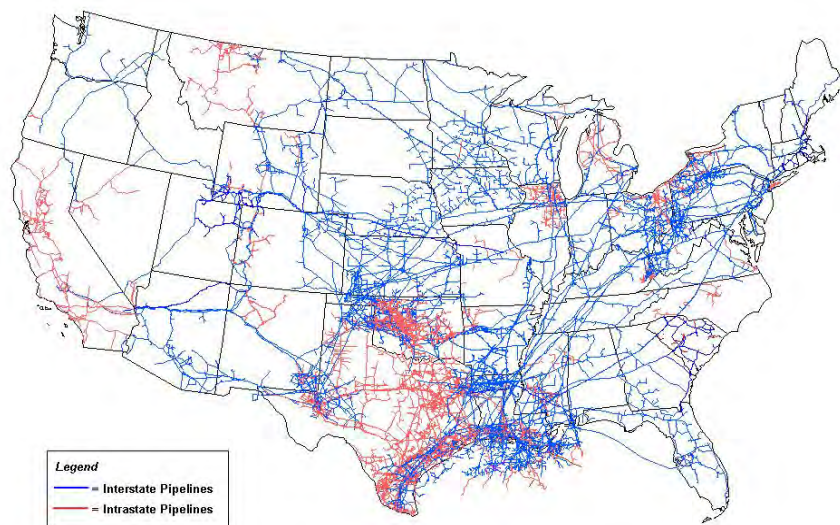 Legend
= Interstate Pipelines
= Intrastate Pipelines